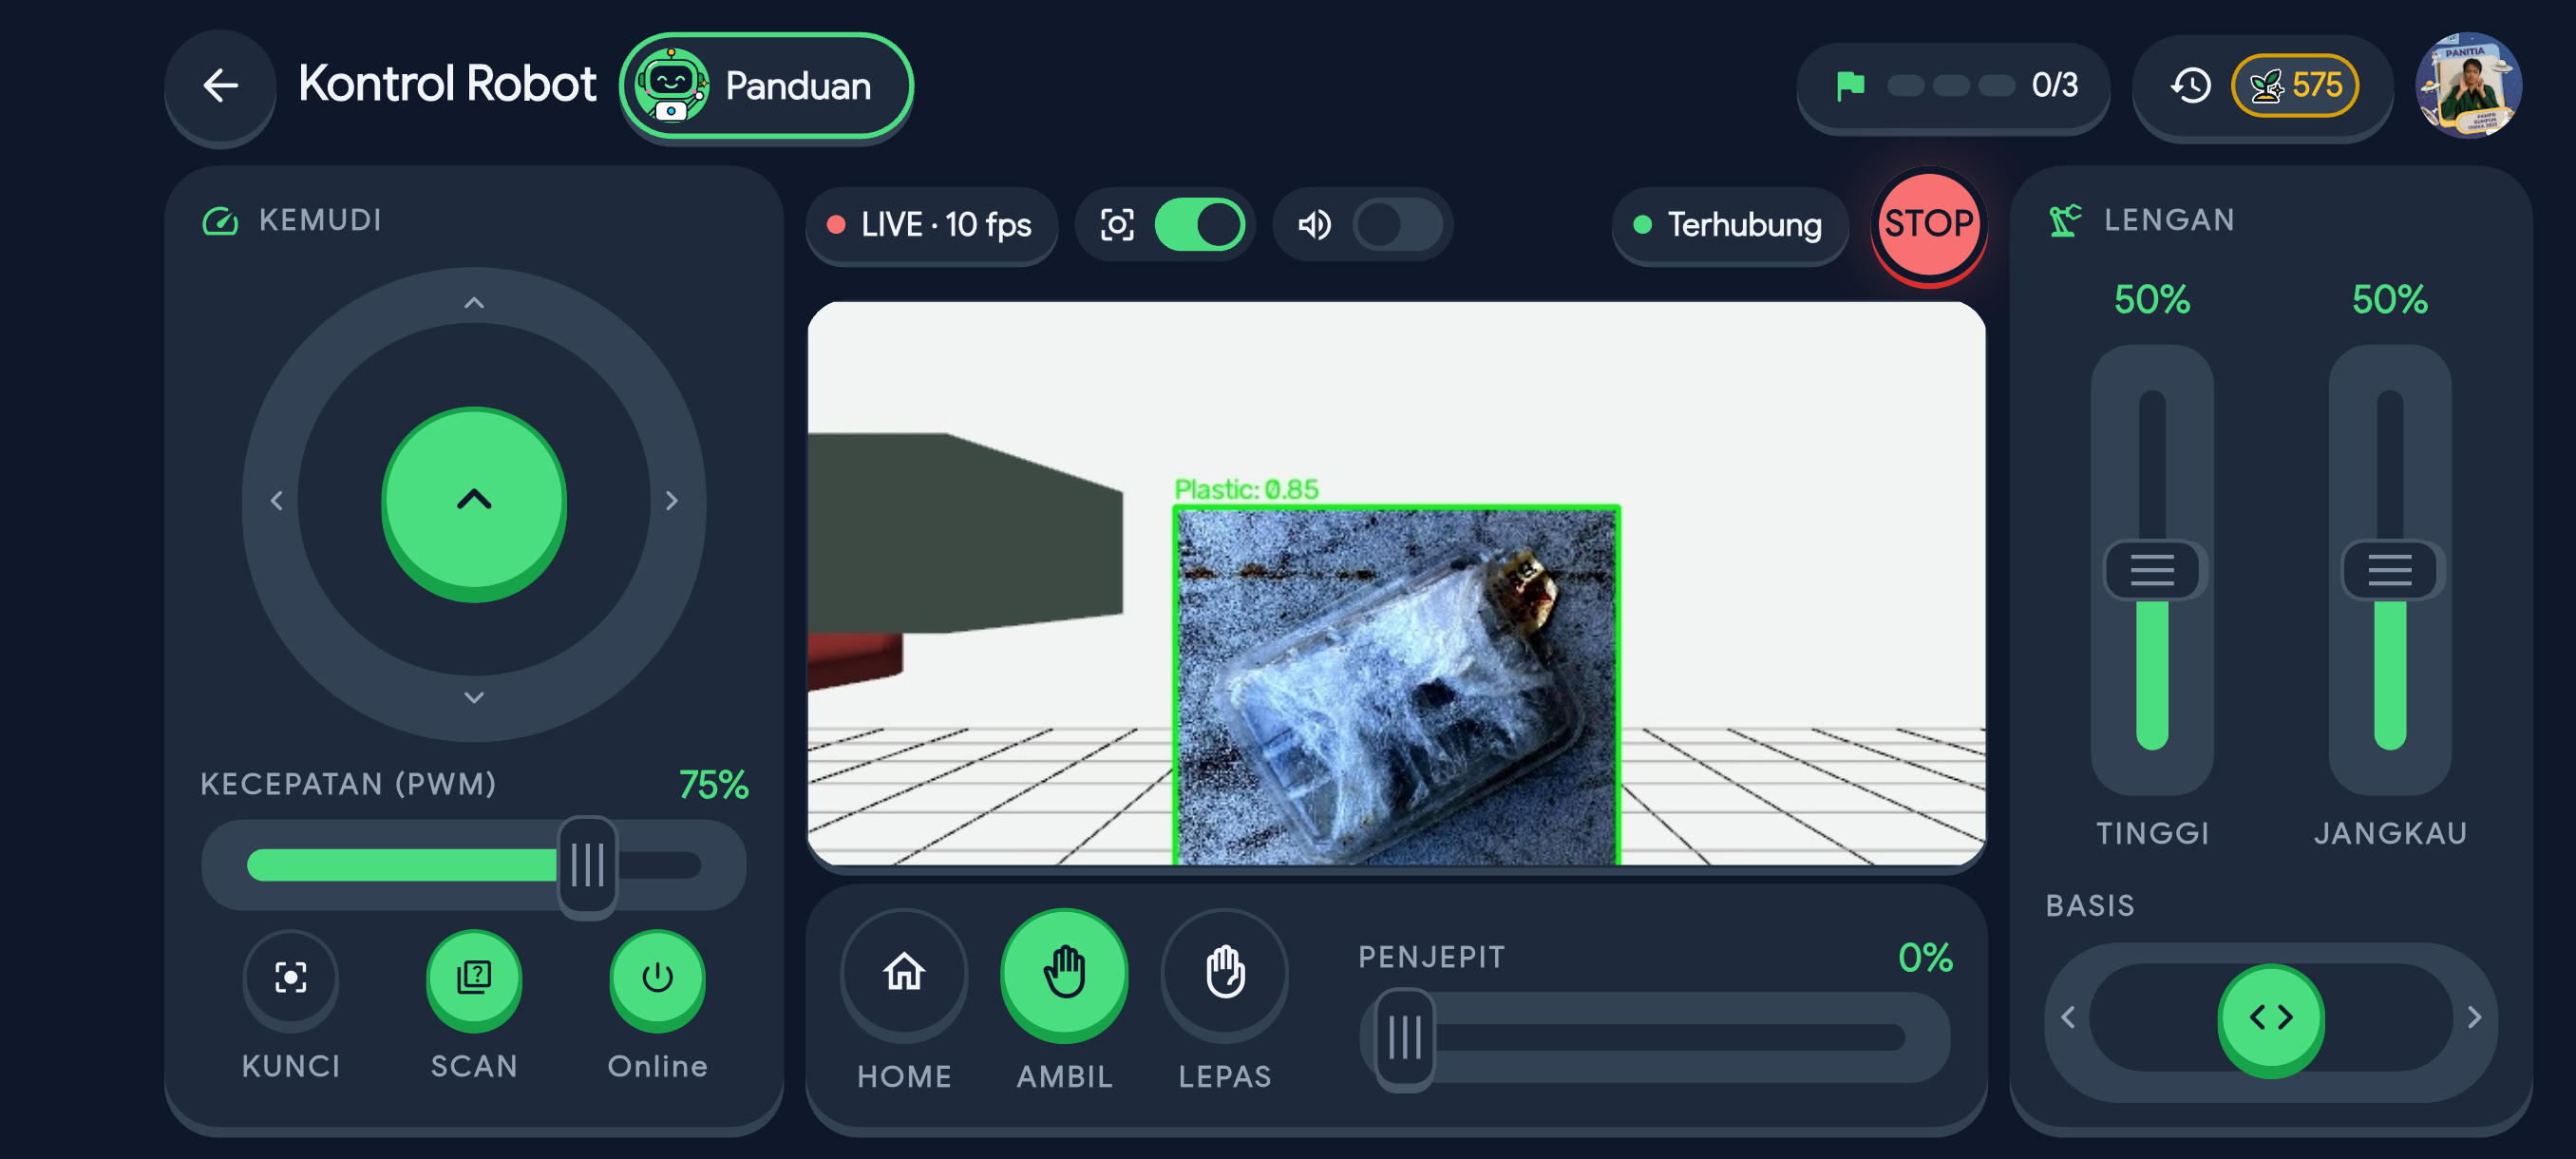 Kontrol Robot
Panduan
0/3
575
PANITIA
KEMUDI
LIVE · 10 fps
Terhubung
STOP
LENGAN
50%
50%
Plastic: 0.85
KECEPATAN (PWM)
75%
TINGGI
JANGKAU
KUNCI
SCAN
Online
HOME
AMBIL
LEPAS
PENJEPIT
0%
BASIS